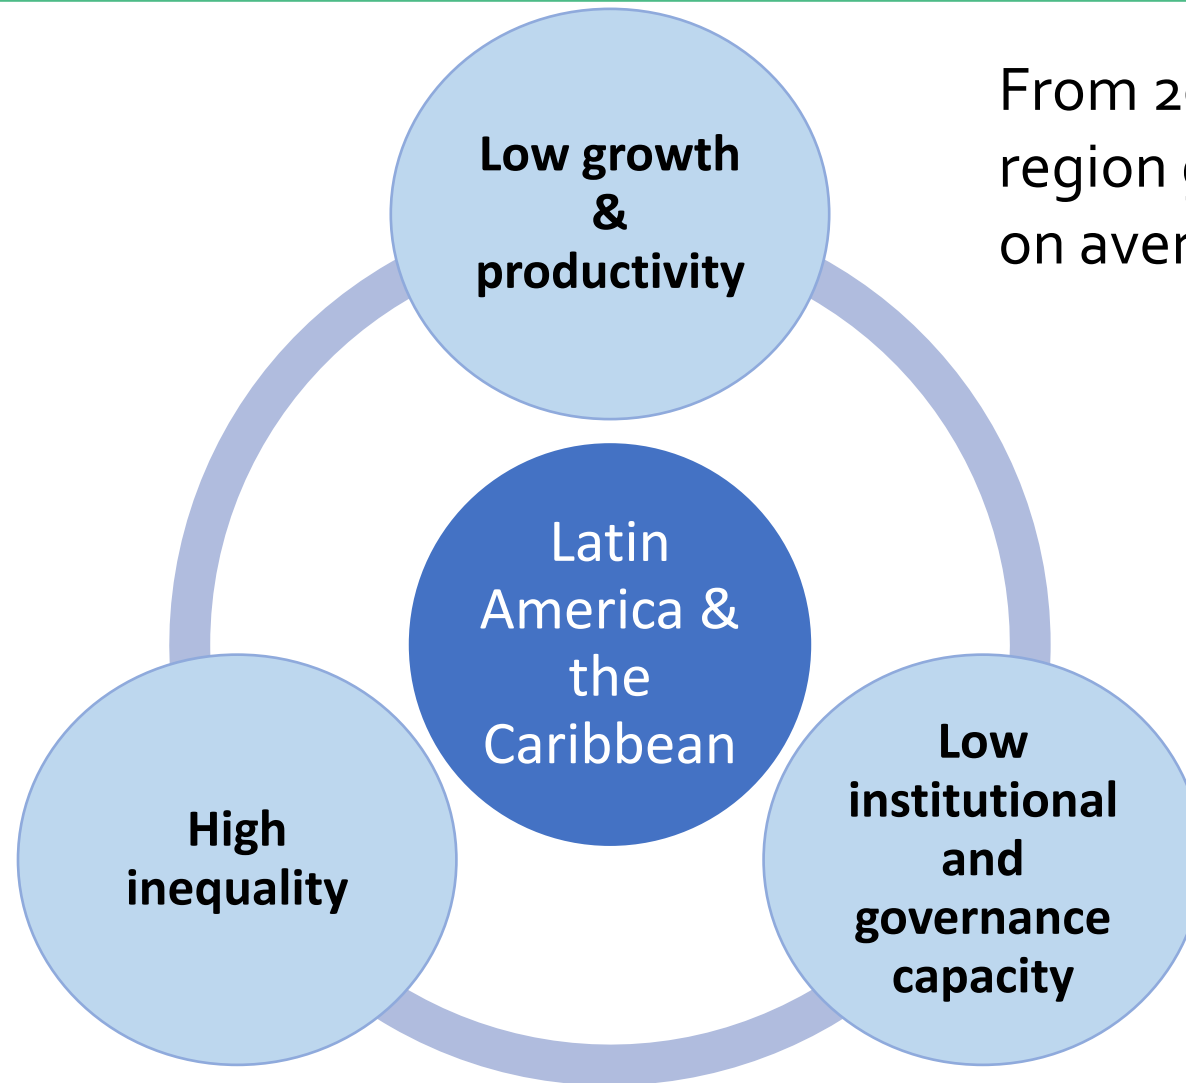 Low growth
&
productivity
From
region
on
Latin
America &
the
Caribbean
High
inequality
Low
institutional
and
governance
capacity